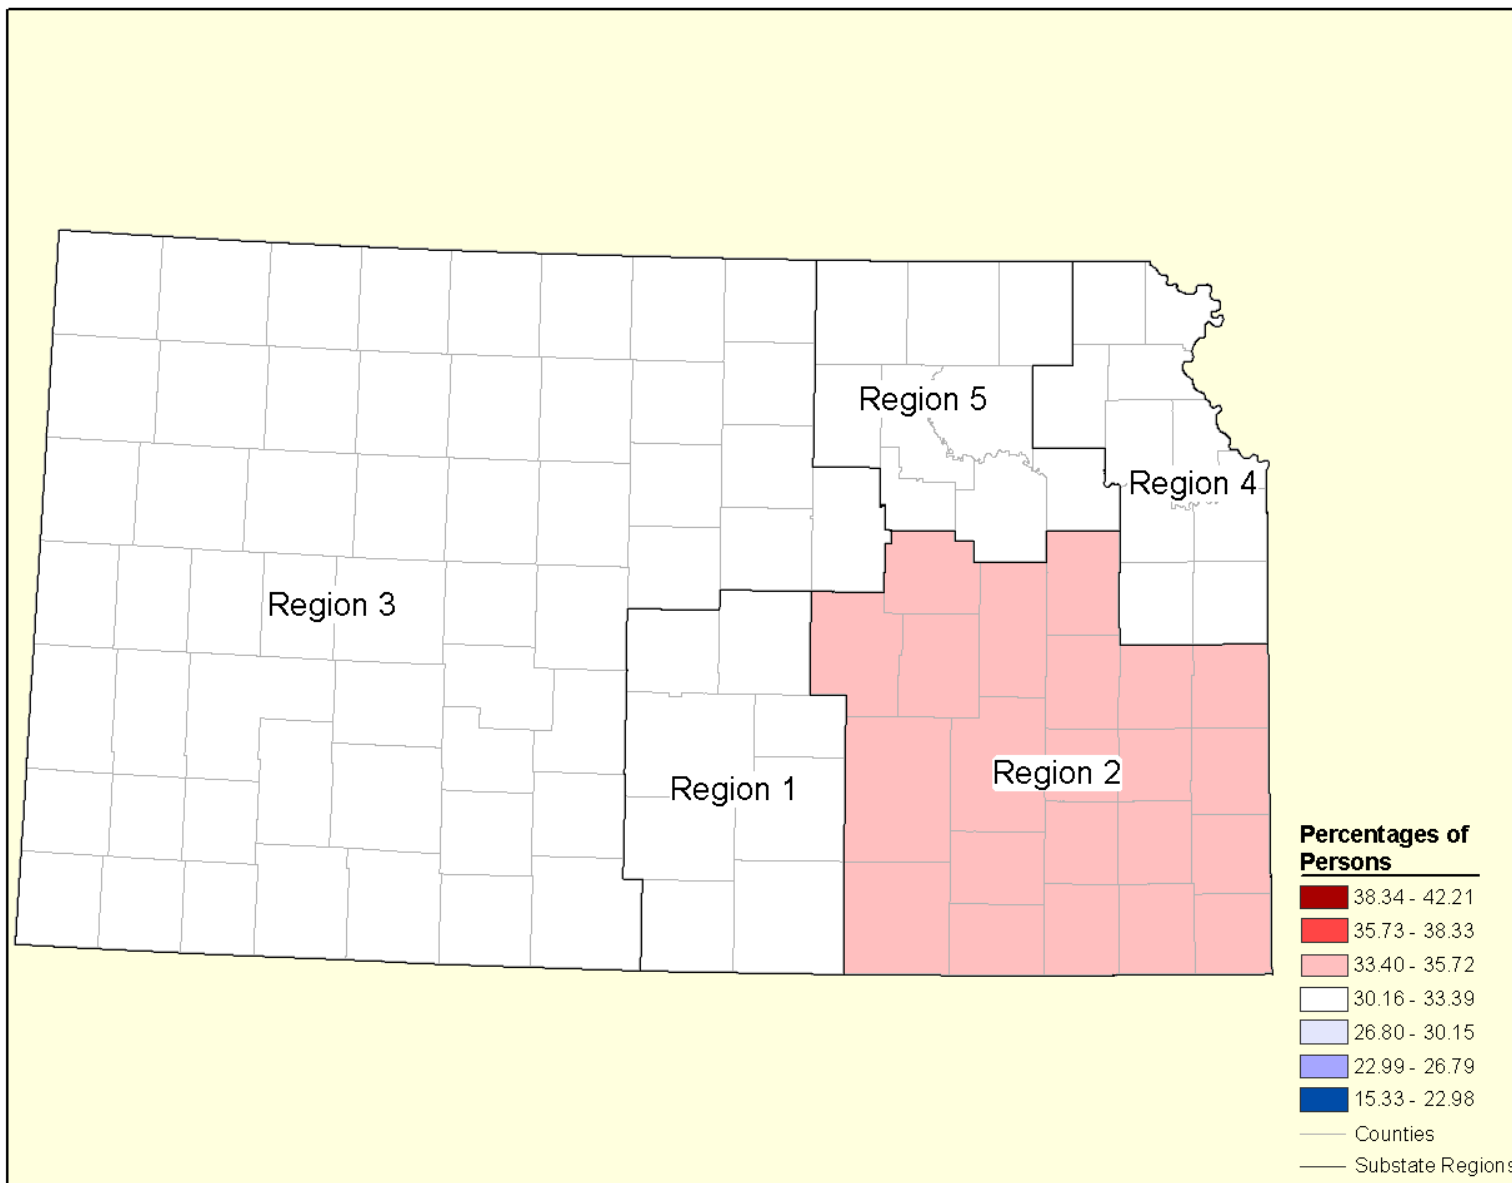 Region 5
Region 4
Region 3
Region 2
Region 1
Percentages of
Persons
38.34 - 42.21
35.73 - 38.33
33.40 - 35.72
30.16 - 33.39
26.80 - 30.15
22.99 - 26.79
15.33 - 22.98
Counties
Substate Regions